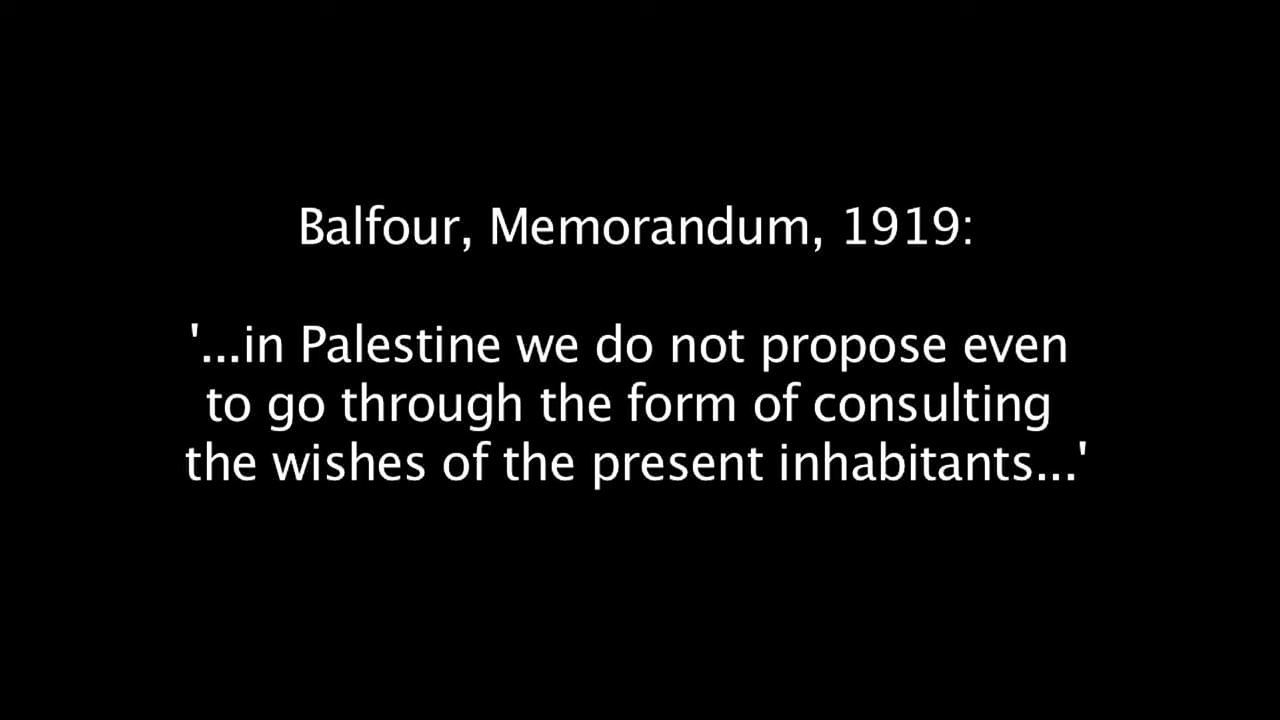 Balfour, Memorandum, 1919:
'...in Palestine we do not propose even
to go through the form of consulting
the wishes of the present inhabitants...'